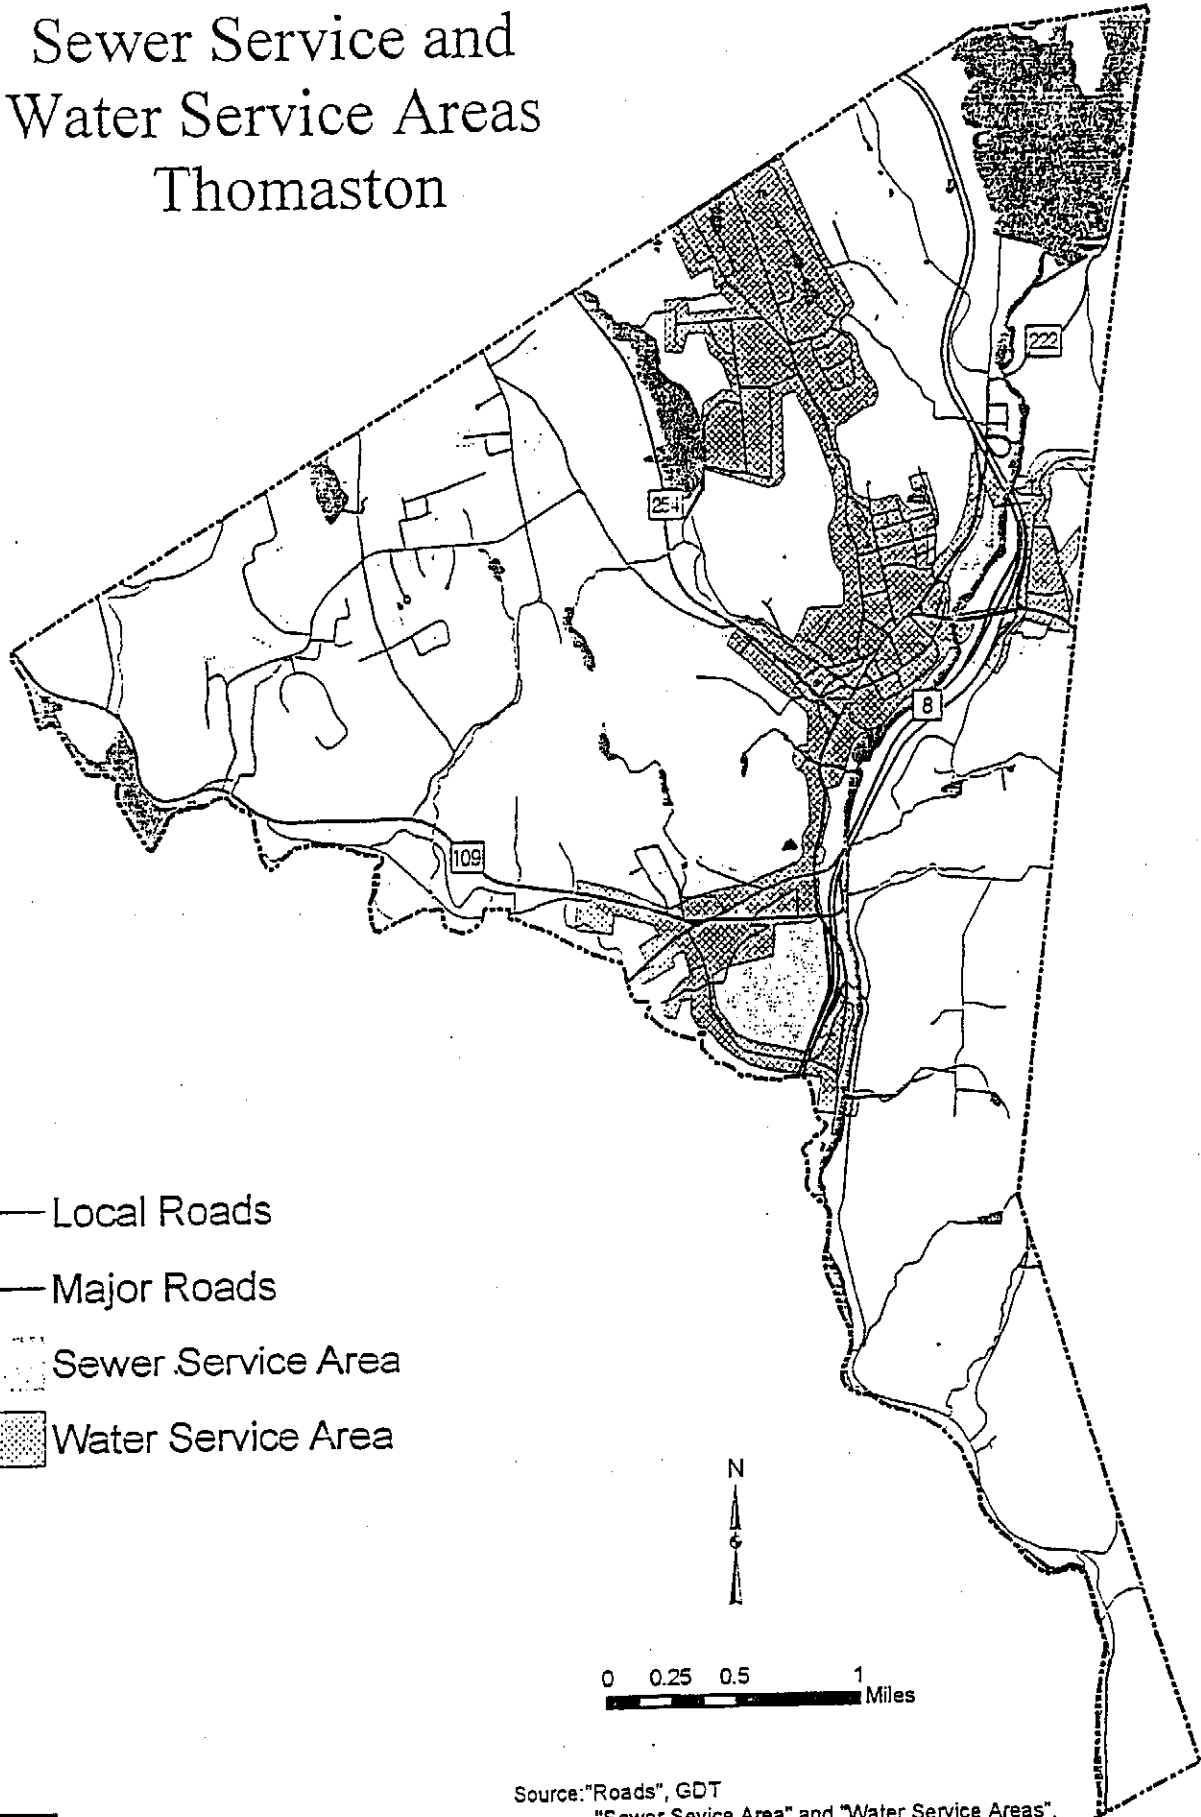 Sewer Service and
Water Service Areas
Thomaston
222
254
8
109
Local Roads
Major Roads
Sewer Service Area
Water Service Area
N
0 0.25 0.5 1
Miles
Source:"Roads", GDT
"Sewer Sevice Area" and "Water Service Areas",